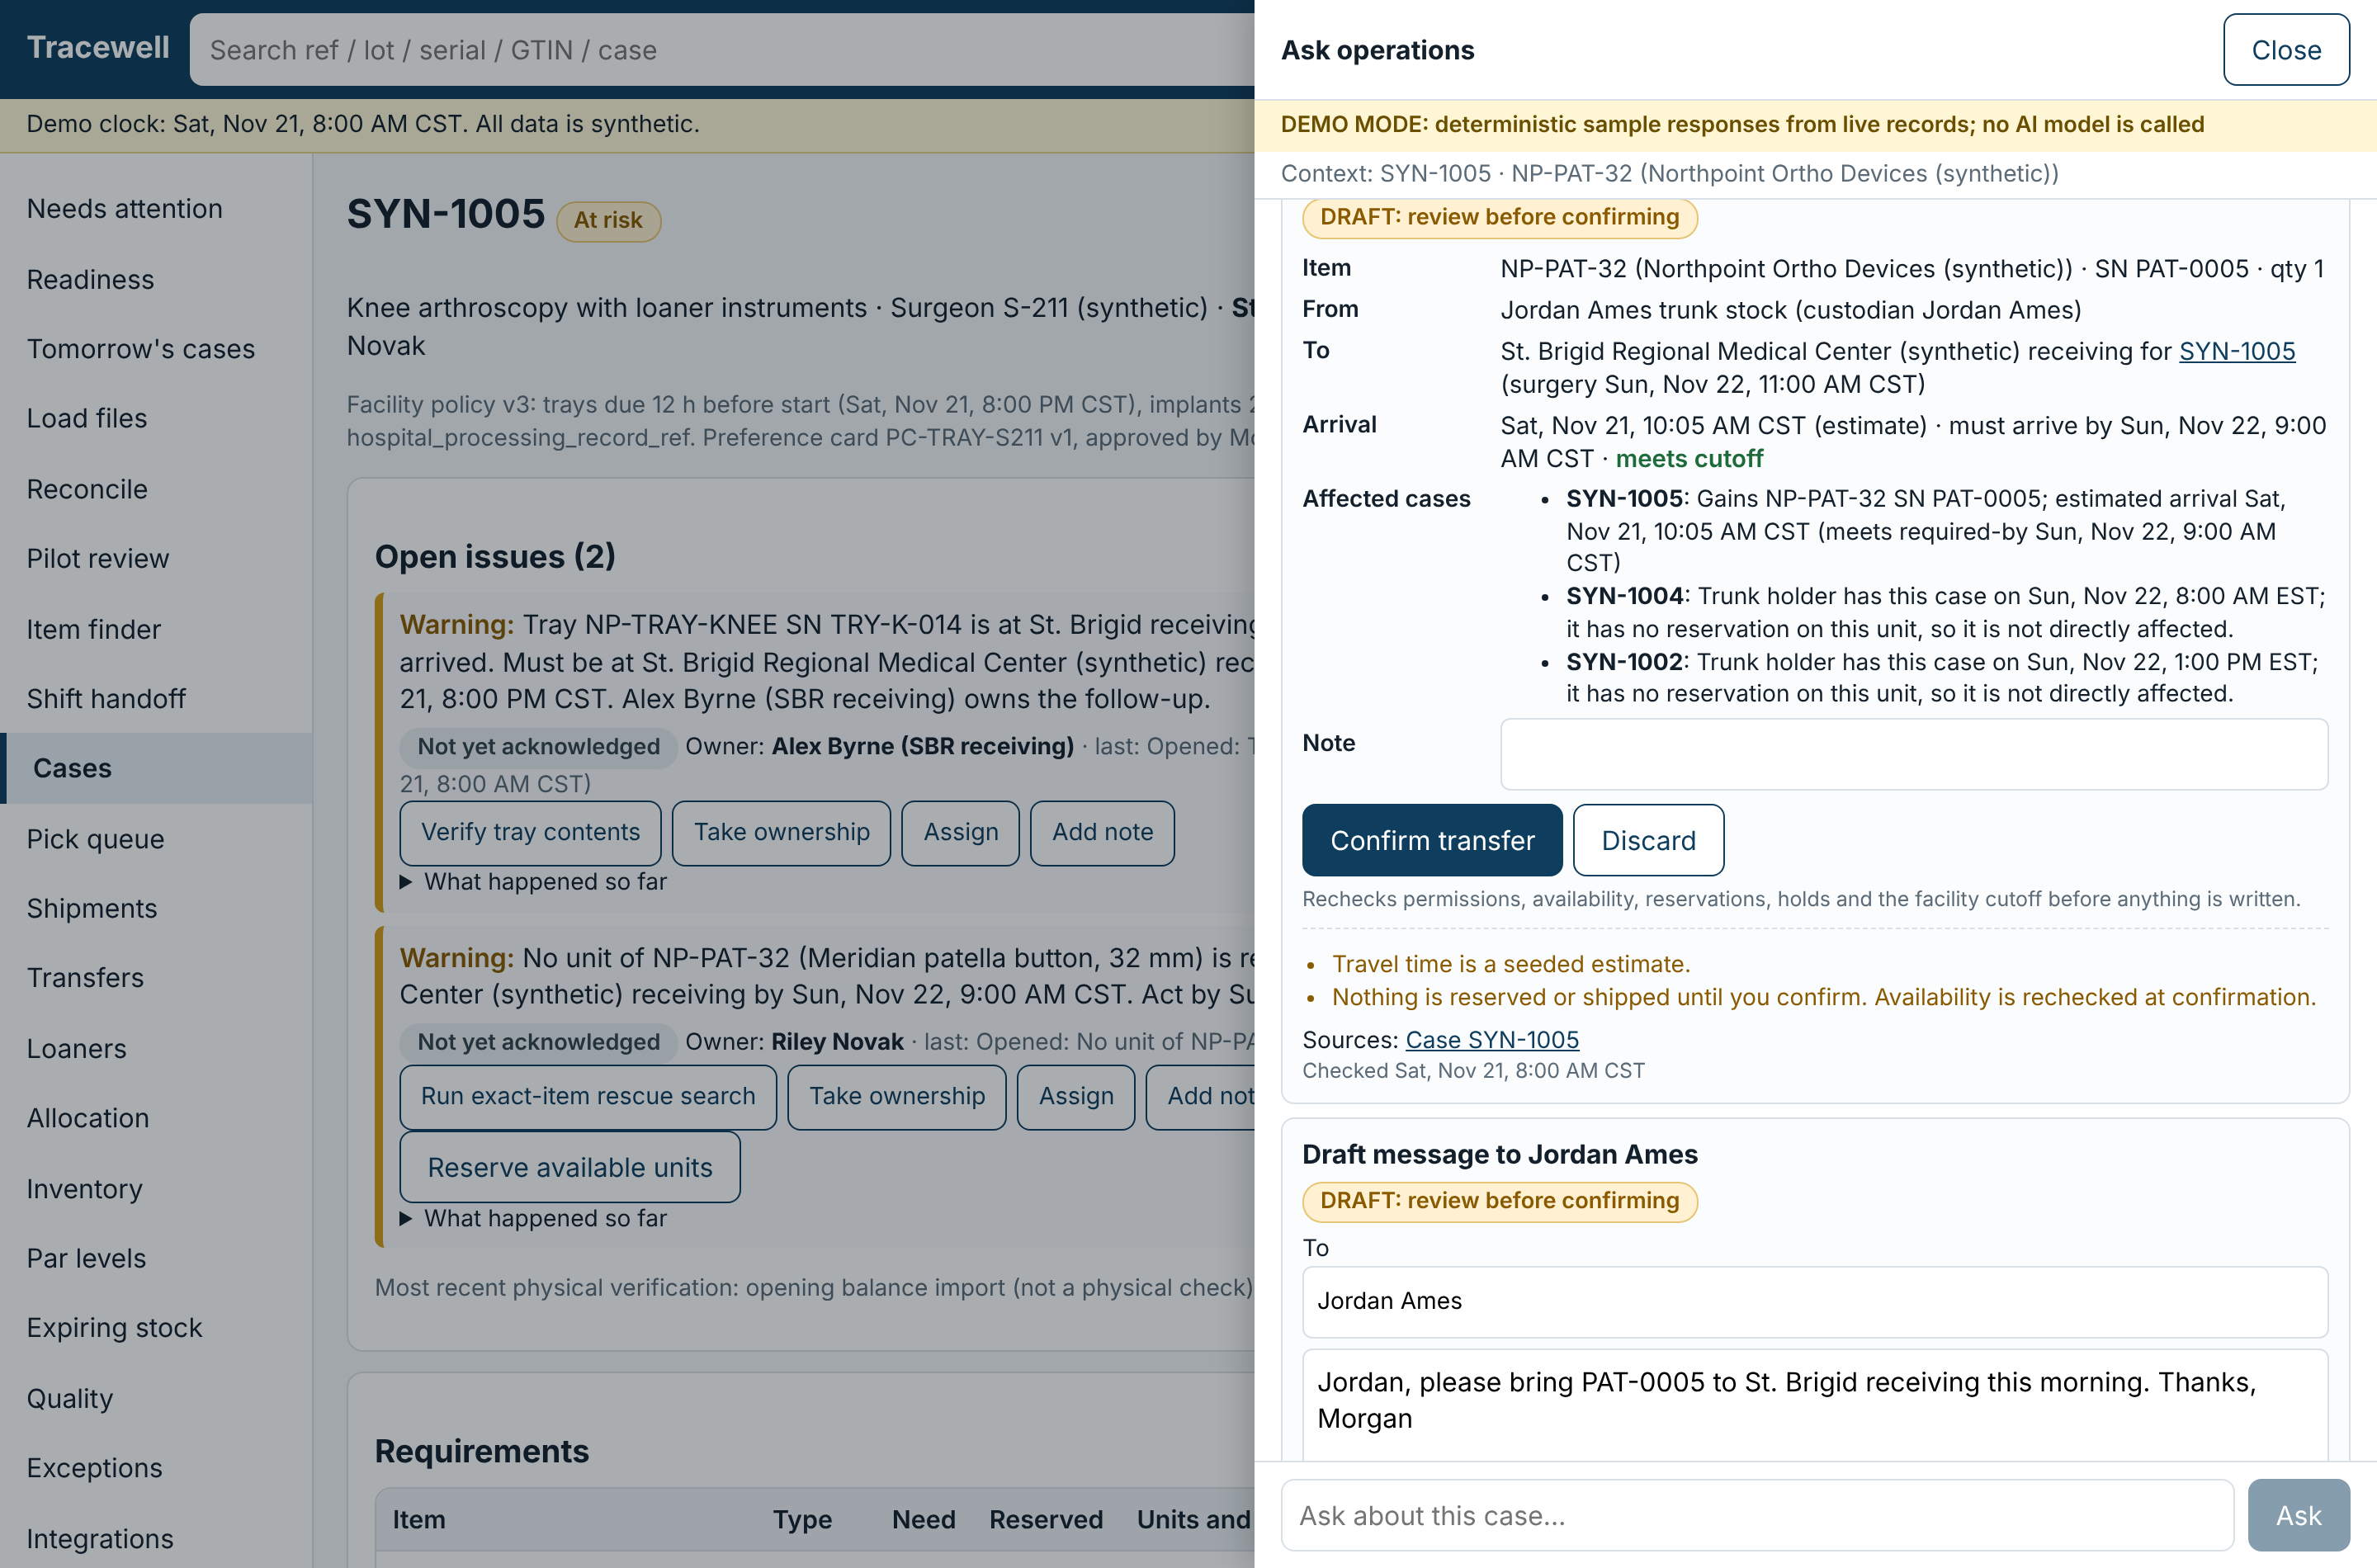 Tracewell
Search ref / lot / serial / GTIN / case
Demo clock: Sat, Nov 21, 8:00 AM CST. All data is synthetic.
Needs attention
Readiness
Tomorrow's cases
Load files
Reconcile
Pilot review
Item finder
Shift handoff
Cases
Pick queue
Shipments
Transfers
Loaners
Allocation
Inventory
Par levels
Expiring stock
Quality
Exceptions
Integrations
SYN-1005 At risk
Knee arthroscopy with loaner instruments · Surgeon S-211 (synthetic) ·
Novak
Facility policy v3: trays due 12 h before start (Sat, Nov 21, 8:00 PM CST), implants
hospital_processing_record_ref. Preference card PC-TRAY-S211 v1, approved by
Open issues (2)
Warning: Tray NP-TRAY-KNEE SN TRY-K-014 is at St. Brigid receiving
arrived. Must be at St. Brigid Regional Medical Center (synthetic)
21, 8:00 PM CST. Alex Byrne (SBR receiving) owns the follow-up.
Not yet acknowledged Owner: Alex Byrne (SBR receiving) · last: Opened:
21, 8:00 AM CST)
Verify tray contents Take ownership Assign Add note
▶ What happened so far
Warning: No unit of NP-PAT-32 (Meridian patella button, 32 mm) is
Center (synthetic) receiving by Sun, Nov 22, 9:00 AM CST. Act by
Not yet acknowledged Owner: Riley Novak · last: Opened: No unit of
Run exact-item rescue search Take ownership Assign Add
Reserve available units
▶ What happened so far
Most recent physical verification: opening balance import (not a physical check)
Requirements
Item Type Need Reserved Units and
Ask operations
Close
DEMO MODE: deterministic sample responses from live records; no AI model is called
Context: SYN-1005 · NP-PAT-32 (Northpoint Ortho Devices (synthetic))
DRAFT: review before confirming
Item NP-PAT-32 (Northpoint Ortho Devices (synthetic)) · SN PAT-0005 · qty 1
From Jordan Ames trunk stock (custodian Jordan Ames)
To St. Brigid Regional Medical Center (synthetic) receiving for SYN-1005
(surgery Sun, Nov 22, 11:00 AM CST)
Arrival Sat, Nov 21, 10:05 AM CST (estimate) · must arrive by Sun, Nov 22, 9:00
AM CST · meets cutoff
Affected cases • SYN-1005: Gains NP-PAT-32 SN PAT-0005; estimated arrival Sat,
Nov 21, 10:05 AM CST (meets required-by Sun, Nov 22, 9:00 AM
CST)
• SYN-1004: Trunk holder has this case on Sun, Nov 22, 8:00 AM EST;
it has no reservation on this unit, so it is not directly affected.
• SYN-1002: Trunk holder has this case on Sun, Nov 22, 1:00 PM EST;
it has no reservation on this unit, so it is not directly affected.
Note
Confirm transfer Discard
Rechecks permissions, availability, reservations, holds and the facility cutoff before anything is written.
• Travel time is a seeded estimate.
• Nothing is reserved or shipped until you confirm. Availability is rechecked at confirmation.
Sources: Case SYN-1005
Checked Sat, Nov 21, 8:00 AM CST
Draft message to Jordan Ames
DRAFT: review before confirming
To
Jordan Ames
Jordan, please bring PAT-0005 to St. Brigid receiving this morning. Thanks,
Morgan
Ask about this case...
Ask